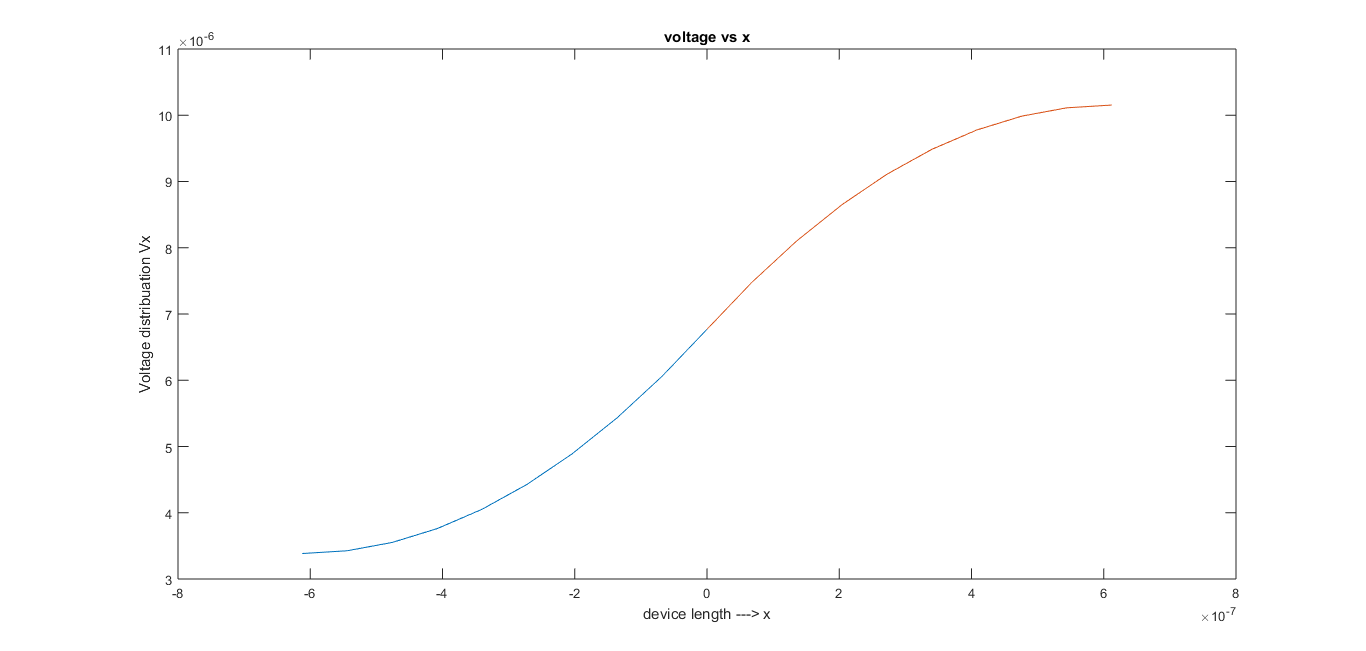 voltage vs x
×10-6
11
10
9
8
7
6
5
4
3
Voltage distribuation Vx
-8 -6 -4 -2 0 2 4 6 8
device length ---> x
×10-7